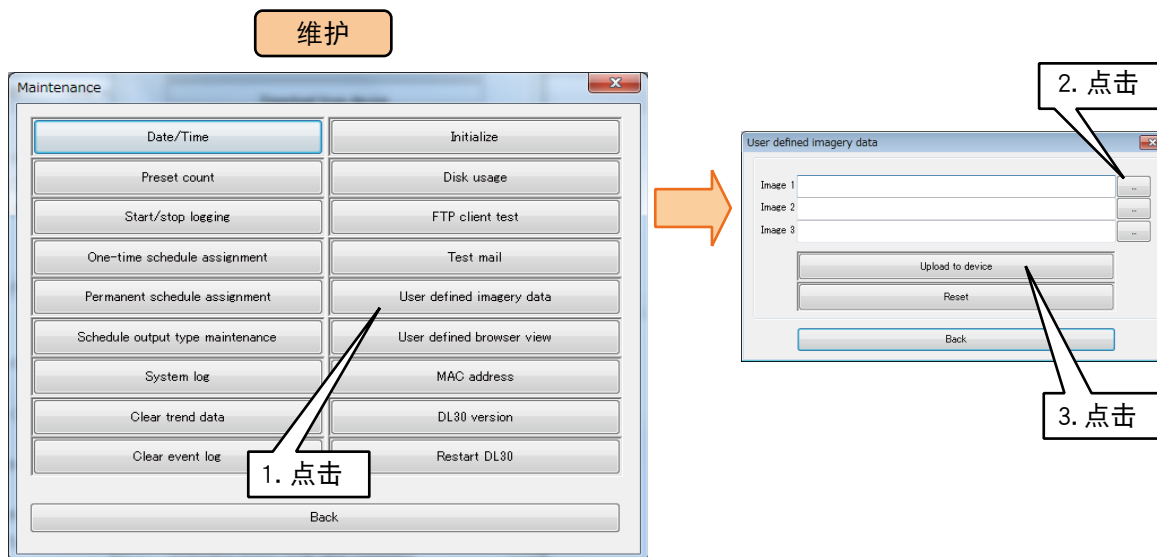 维护
Maintenance
Date/Time
Initialize
Preset count
Disk usage
Start/stop logging
FTP client test
One-time schedule assignment
Test mail
Permanent schedule assignment
User defined imagery data
Schedule output type maintenance
User defined browser view
System log
MAC address
Clear trend data
DL30 version
Clear event log
Restart DL30
Back
1. 点击
2. 点击
User defined imagery data
Image 1
..
Image 2
..
Image 3
..
Upload to device
Reset
Back
3. 点击